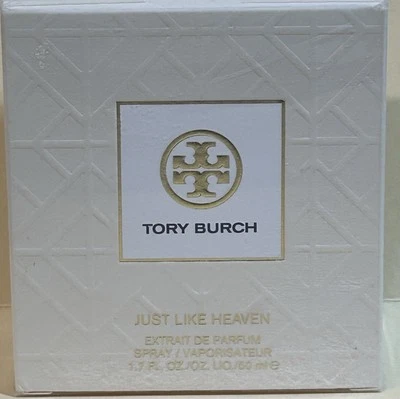 TORY BURCH
JUST LIKE HEAVEN
EXTRAIT DE PARFUM
SPRAY / VAPORISATEUR
1.7 FL. OZ./OZ. LIQ./50 ml ℮